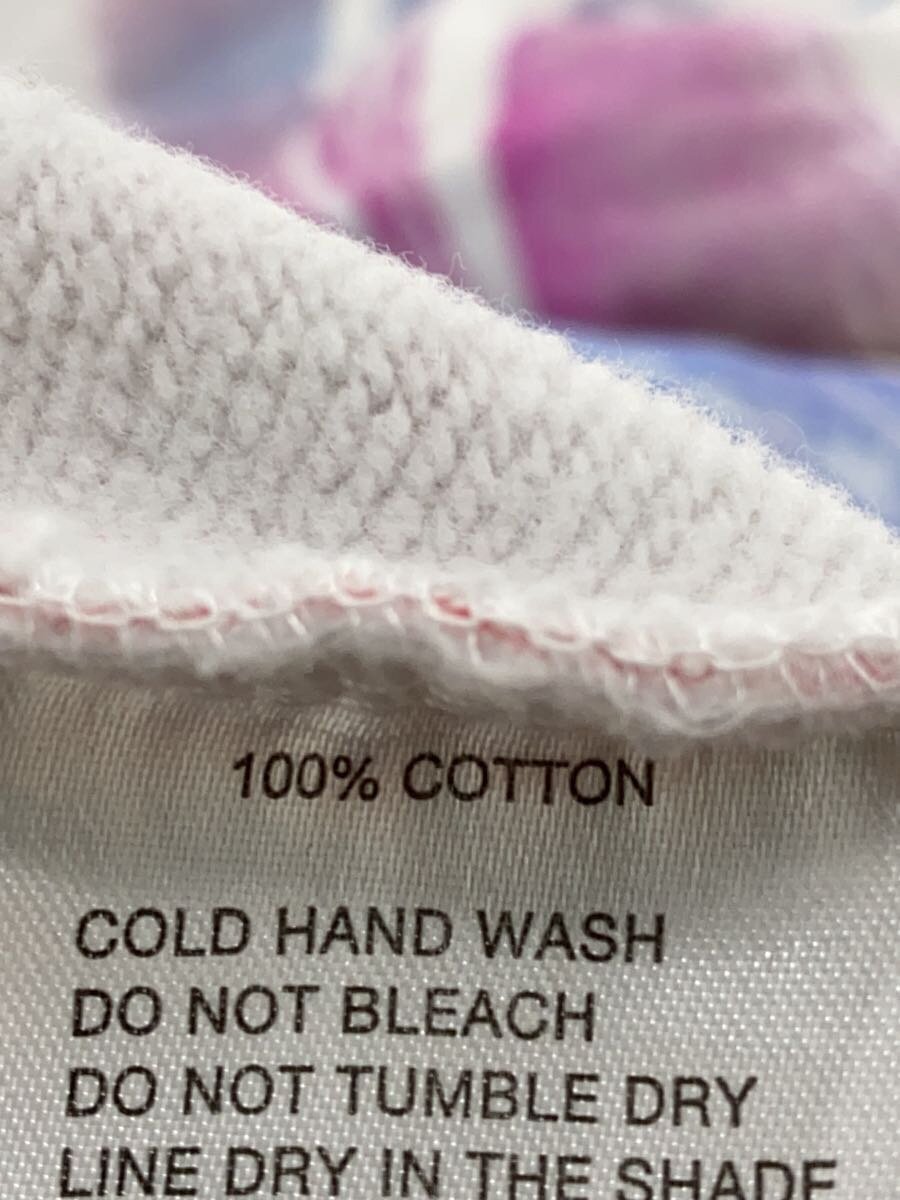 100% COTTON
COLD HAND WASH
DO NOT BLEACH
DO NOT TUMBLE DRY
LINE DRY IN THE SHADE